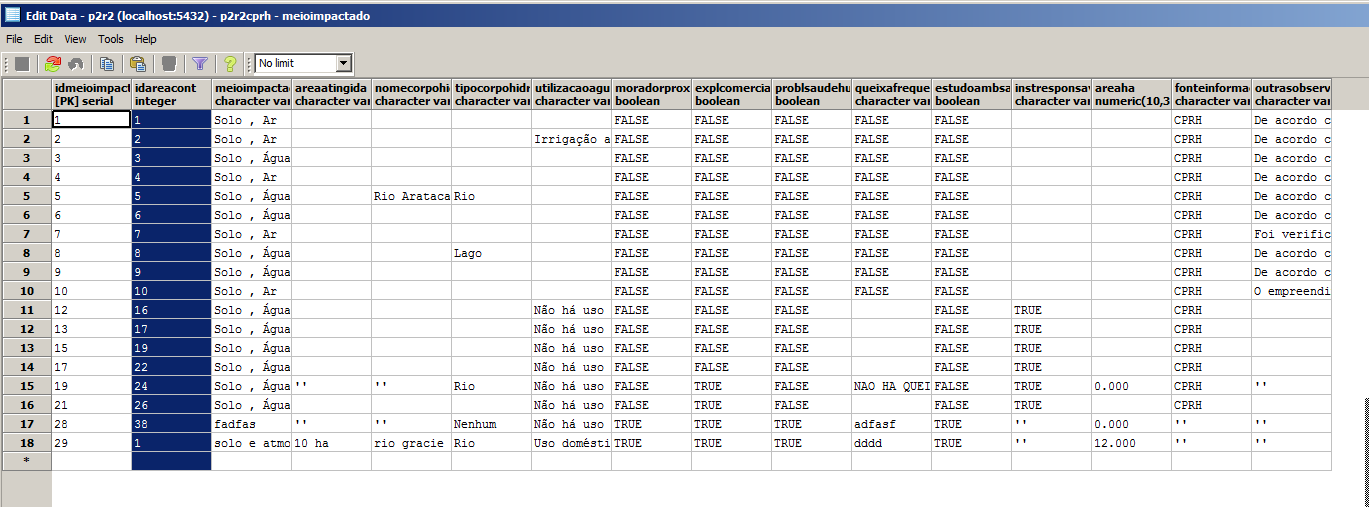 Edit Data - p2r2 (localhost:5432) - p2r2cprh - meioimpactado
File Edit View Tools Help
No limit
idmeioimpact idareacont meioimpactad areaatingida nomecorpohi tipocorpohidr utilizacaoagu moradorprox explcomercia problsaudehu queixafreque estudoambsa instresponsav areaha fonteinforma outrasobserv
[PK] serial integer character var character var character var character var character var boolean boolean boolean character var boolean character var numeric(10,3 character var character var
1 1 1 Solo , Ar FALSE FALSE FALSE FALSE FALSE CPRH De acordo c
2 2 2 Solo , Ar Irrigação a FALSE FALSE FALSE FALSE FALSE CPRH De acordo c
3 3 3 Solo , Água FALSE FALSE FALSE FALSE FALSE CPRH De acordo c
4 4 4 Solo , Ar FALSE FALSE FALSE FALSE FALSE CPRH De acordo c
5 5 5 Solo , Água Rio Arataca Rio FALSE FALSE FALSE FALSE FALSE CPRH De acordo c
6 6 6 Solo , Água FALSE FALSE FALSE FALSE FALSE CPRH De acordo c
7 7 7 Solo , Ar FALSE FALSE FALSE FALSE FALSE CPRH Foi verific
8 8 8 Solo , Água Lago FALSE FALSE FALSE FALSE FALSE CPRH De acordo c
9 9 9 Solo , Água FALSE FALSE FALSE FALSE FALSE CPRH De acordo c
10 10 10 Solo , Ar FALSE FALSE FALSE FALSE FALSE CPRH O empreendi
11 12 16 Solo , Água Não há uso FALSE FALSE FALSE FALSE TRUE CPRH
12 13 17 Solo , Água Não há uso FALSE FALSE FALSE FALSE TRUE CPRH
13 15 19 Solo , Água Não há uso FALSE FALSE FALSE FALSE TRUE CPRH
14 17 22 Solo , Água Não há uso FALSE FALSE FALSE FALSE TRUE CPRH
15 19 24 Solo , Água '' '' Rio Não há uso FALSE TRUE FALSE NAO HA QUEI FALSE TRUE 0.000 CPRH ''
16 21 26 Solo , Água Não há uso FALSE TRUE FALSE FALSE TRUE CPRH
17 28 38 fadfas '' '' Nenhum Não há uso TRUE TRUE TRUE adfasf TRUE '' 0.000 '' ''
18 29 1 solo e atmo 10 ha rio gracie Rio Uso domésti TRUE TRUE TRUE dddd TRUE '' 12.000 '' ''
*